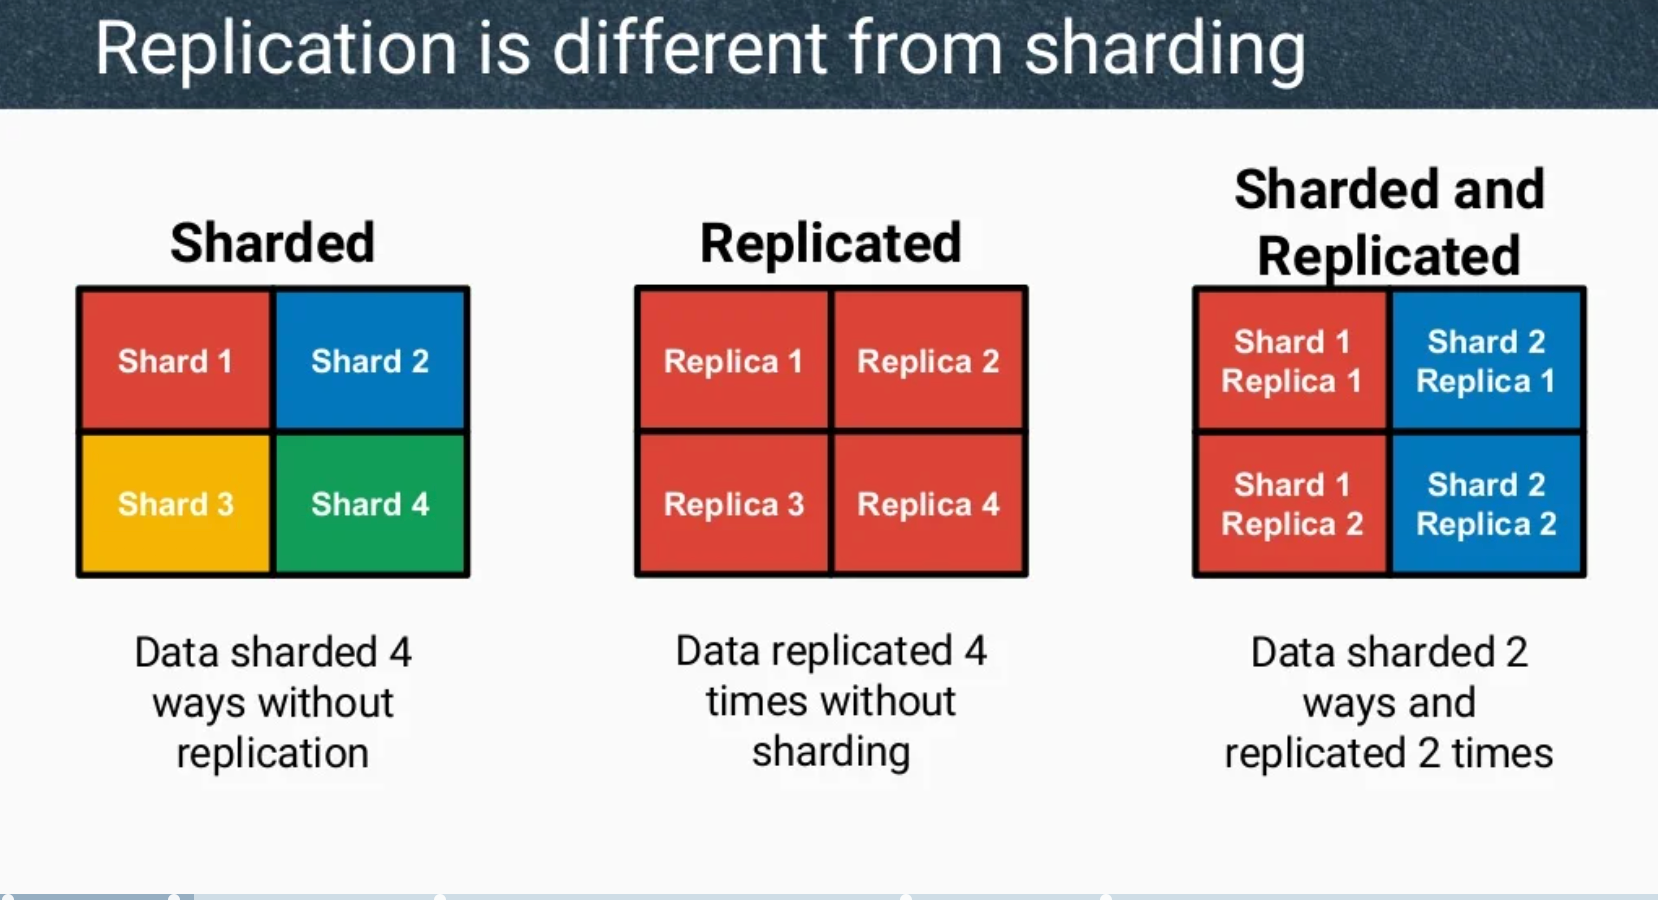 Replication is different from sharding
Sharded
Shard 1
Shard 2
Shard 3
Shard 4
Data sharded 4
ways without
replication
Replicated
Replica 1
Replica 2
Replica 3
Replica 4
Data replicated 4
times without
sharding
Sharded and
Replicated
Shard 1
Replica 1
Shard 2
Replica 1
Shard 1
Replica 2
Shard 2
Replica 2
Data sharded 2
ways and
replicated 2 times